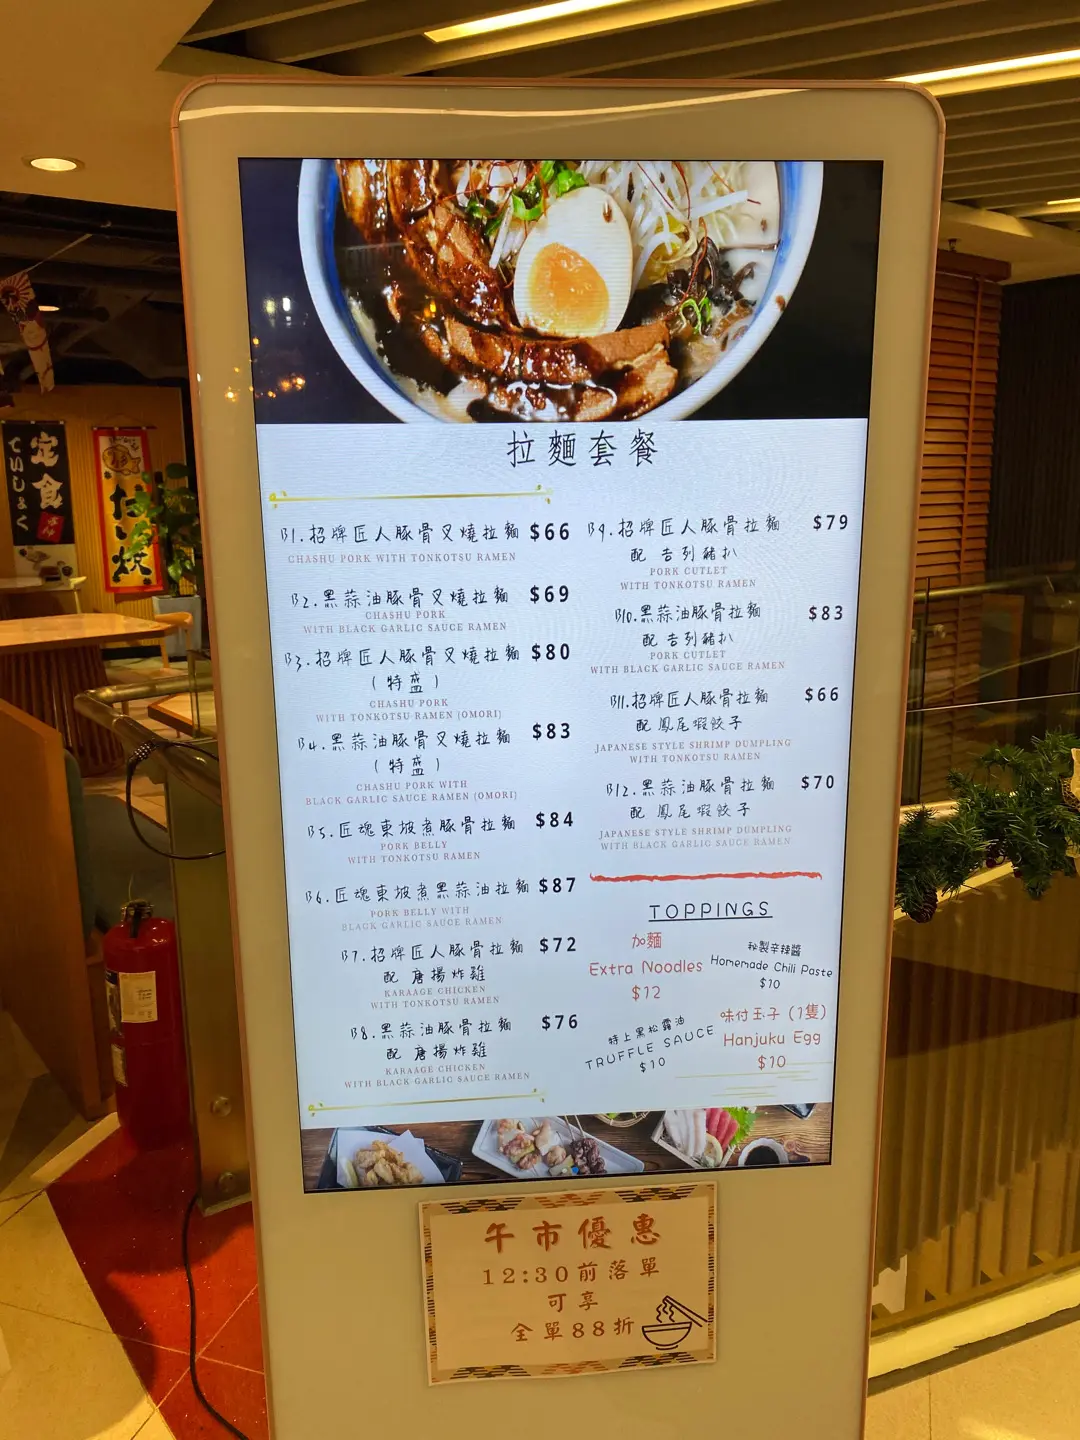 定食
ていしょく
たい焼
拉麵套餐
B1.招牌匠人豚骨叉燒拉麵 $66
CHASHU PORK WITH TONKOTSU RAMEN
B2.黑蒜油豚骨叉燒拉麵 $69
CHASHU PORK
WITH BLACK GARLIC SAUCE RAMEN
B3.招牌匠人豚骨叉燒拉麵 $80
(特盛)
CHASHU PORK
WITH TONKOTSU RAMEN (OMORI)
B4.黑蒜油豚骨叉燒拉麵 $83
(特盛)
CHASHU PORK WITH
BLACK GARLIC SAUCE RAMEN (OMORI)
B5.匠魂東坡煮豚骨拉麵 $84
PORK BELLY
WITH TONKOTSU RAMEN
B6.匠魂東坡煮黑蒜油拉麵 $87
PORK BELLY WITH
BLACK GARLIC SAUCE RAMEN
B7.招牌匠人豚骨拉麵 $72
配 唐揚炸雞
KARAAGE CHICKEN
WITH TONKOTSU RAMEN
B8.黑蒜油豚骨拉麵 $76
配 唐揚炸雞
KARAAGE CHICKEN
WITH BLACK GARLIC SAUCE RAMEN
B9.招牌匠人豚骨拉麵 $79
配 吉列豬扒
PORK CUTLET
WITH TONKOTSU RAMEN
B10.黑蒜油豚骨拉麵 $83
配 吉列豬扒
PORK CUTLET
WITH BLACK GARLIC SAUCE RAMEN
B11.招牌匠人豚骨拉麵 $66
配 鳳尾蝦餃子
JAPANESE STYLE SHRIMP DUMPLING
WITH TONKOTSU RAMEN
B12.黑蒜油豚骨拉麵 $70
配 鳳尾蝦餃子
JAPANESE STYLE SHRIMP DUMPLING
WITH BLACK GARLIC SAUCE RAMEN
TOPPINGS
加麵
Extra Noodles
$12
秘製辛辣醬
Homemade Chili Paste
$10
特上黑松露油
TRUFFLE SAUCE
$10
味付玉子 (1隻)
Hanjuku Egg
$10
午市優惠
12:30前落單
可享
全單88折